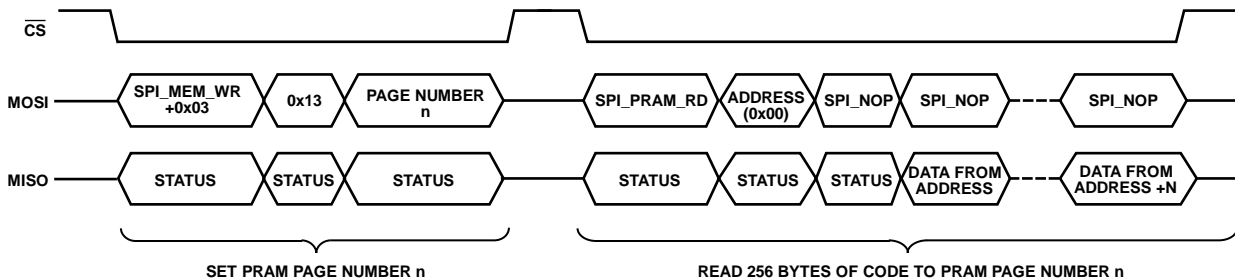 CS
MOSI
SPI_MEM_WR
+0x03
0x13
PAGE NUMBER
n
SPI_PRAM_RD
ADDRESS
(0x00)
SPI_NOP
SPI_NOP
SPI_NOP
MISO
STATUS
STATUS
STATUS
STATUS
STATUS
STATUS
DATA FROM
ADDRESS
DATA FROM
ADDRESS +N
SET PRAM PAGE NUMBER n
READ 256 BYTES OF CODE TO PRAM PAGE NUMBER n